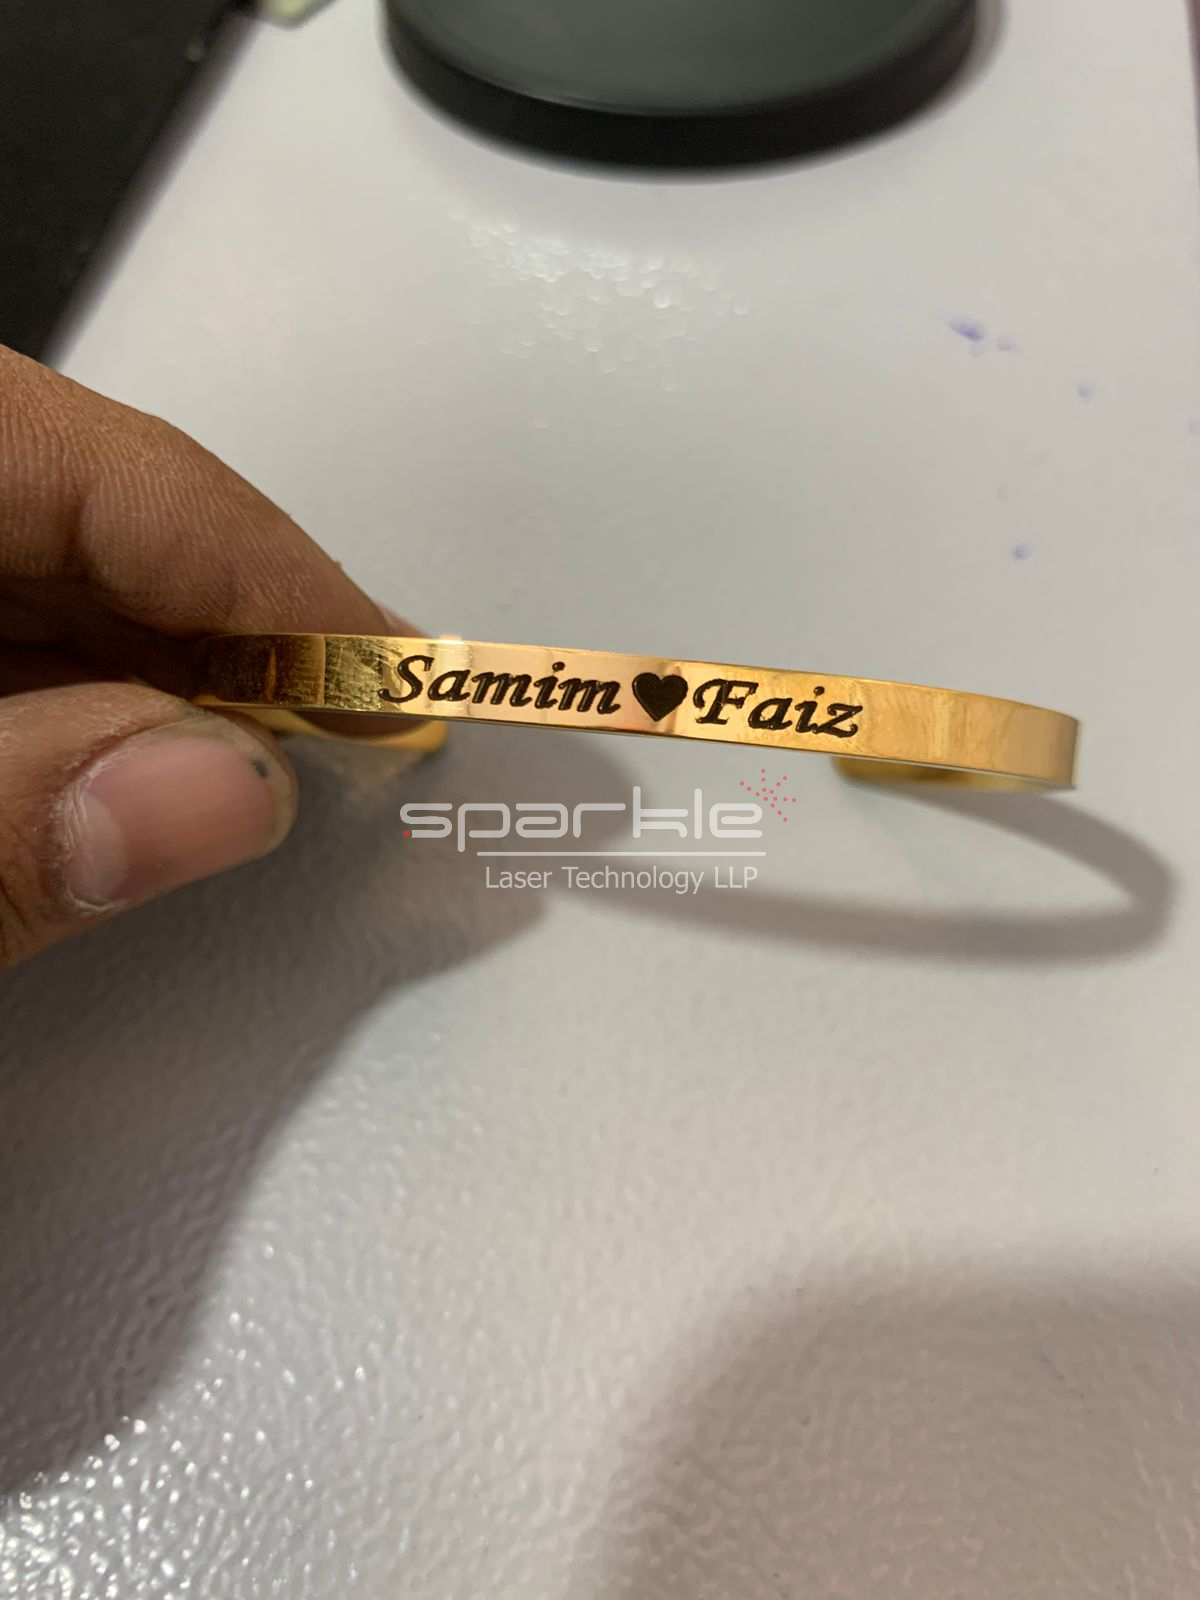 Samim♥Faiz
sparkle
Laser Technology LLP